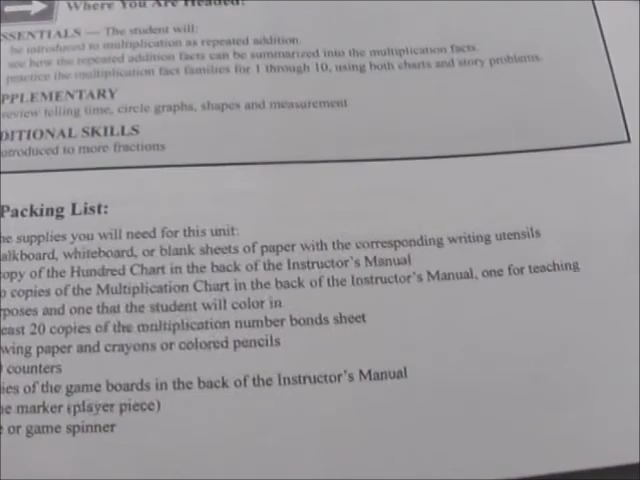 Where You Are Headed:
SSENTIALS — The student will:
be introduced to multiplication as repeated addition.
see how the repeated addition facts can be summarized into the multiplication facts.
practice the multiplication fact families for 1 through 10, using both charts and story problems.
PPLEMENTARY
review telling time, circle graphs, shapes and measurement
DITIONAL SKILLS
ntroduced to more fractions
Packing List:
he supplies you will need for this unit:
alkboard, whiteboard, or blank sheets of paper with the corresponding writing utensils
opy of the Hundred Chart in the back of the Instructor's Manual
o copies of the Multiplication Chart in the back of the Instructor's Manual, one for teaching
rposes and one that the student will color in
east 20 copies of the multiplication number bonds sheet
wing paper and crayons or colored pencils
counters
ies of the game boards in the back of the Instructor's Manual
e marker (player piece)
e or game spinner